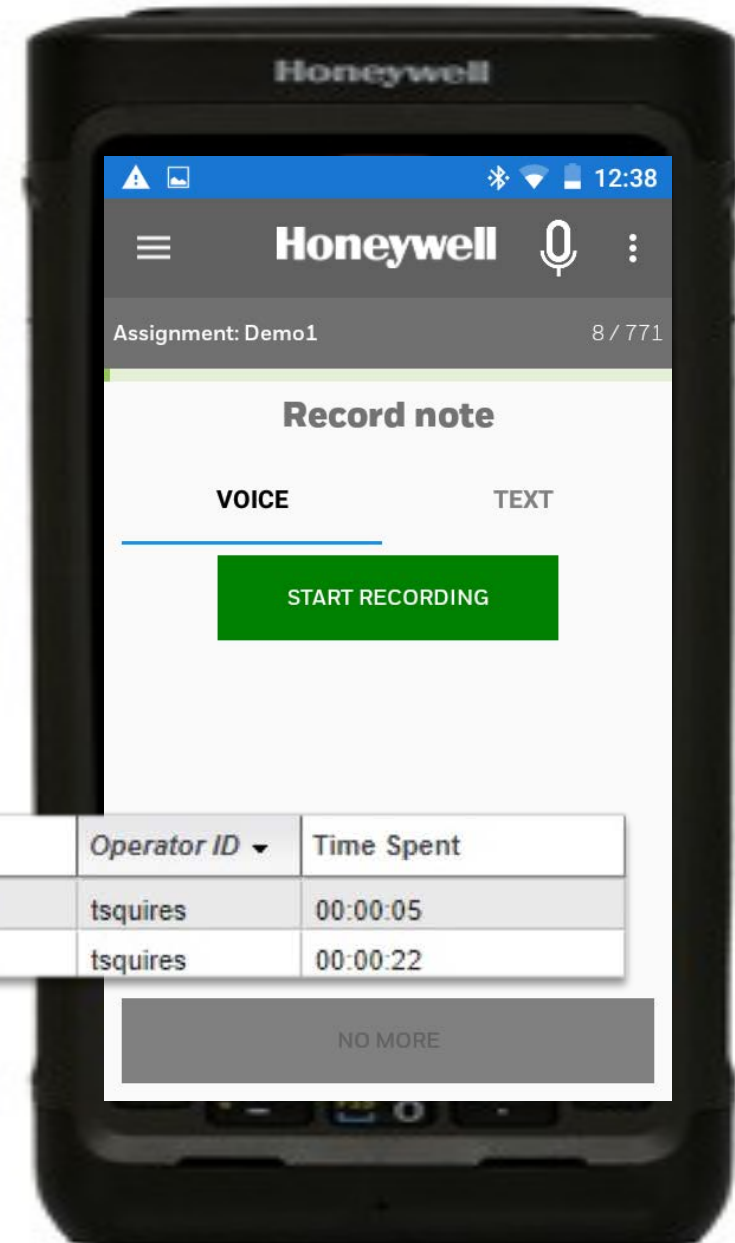 Honeywell
12:38
Honeywell
Assignment: Demo1 8 / 771
Record note
VOICE TEXT
START RECORDING
Operator ID Time Spent
tsquires 00:00:05
tsquires 00:00:22
NO MORE